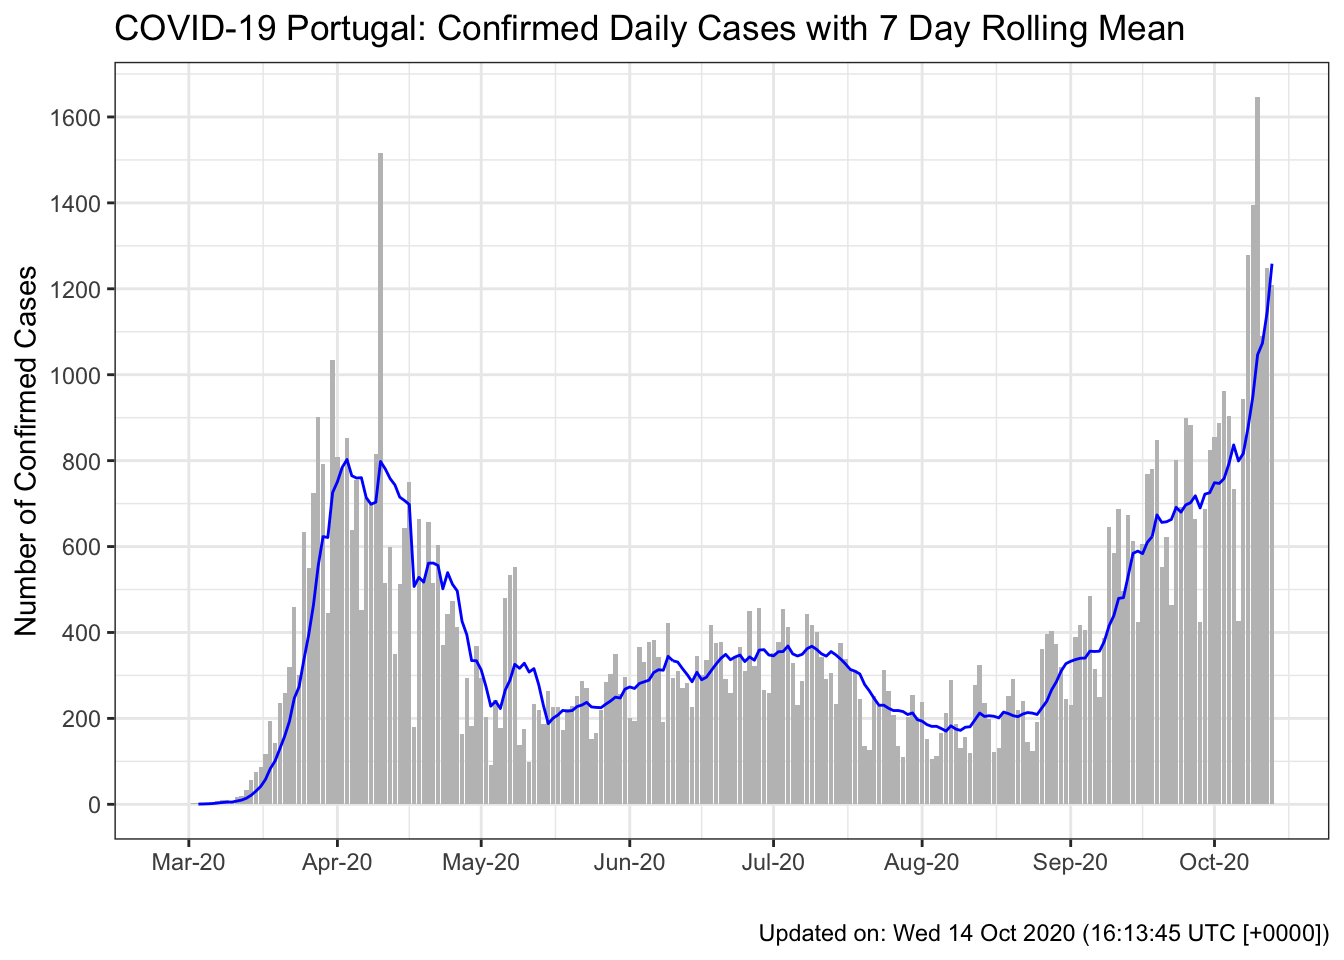 COVID-19 Portugal: Confirmed Daily Cases with 7 Day Rolling Mean
Number of Confirmed Cases
1600
1400
1200
1000
800
600
400
200
0
Mar-20 Apr-20 May-20 Jun-20 Jul-20 Aug-20 Sep-20 Oct-20
Updated on: Wed 14 Oct 2020 (16:13:45 UTC [+0000])